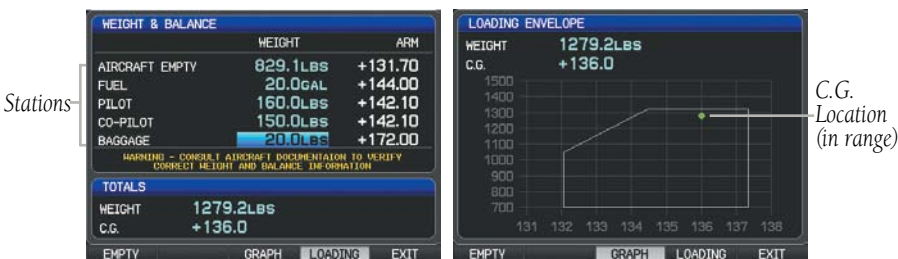 WEIGHT & BALANCE
WEIGHT ARM
AIRCRAFT EMPTY 829.1LBS +131.70
FUEL 20.0GAL +144.00
PILOT 160.0LBS +142.10
CO-PILOT 150.0LBS +142.10
BAGGAGE 20.0LBS +172.00
WARNING - CONSULT AIRCRAFT DOCUMENTAION TO VERIFY
CORRECT WEIGHT AND BALANCE INFORMATION
TOTALS
WEIGHT 1279.2LBS
C.G. +136.0
EMPTY GRAPH LOADING EXIT
Stations
LOADING ENVELOPE
WEIGHT 1279.2LBS
C.G. +136.0
1500
1400
1300
1200
1100
1000
900
800
700
131 132 133 134 135 136 137 138
EMPTY GRAPH LOADING EXIT
C.G.
Location
(in range)